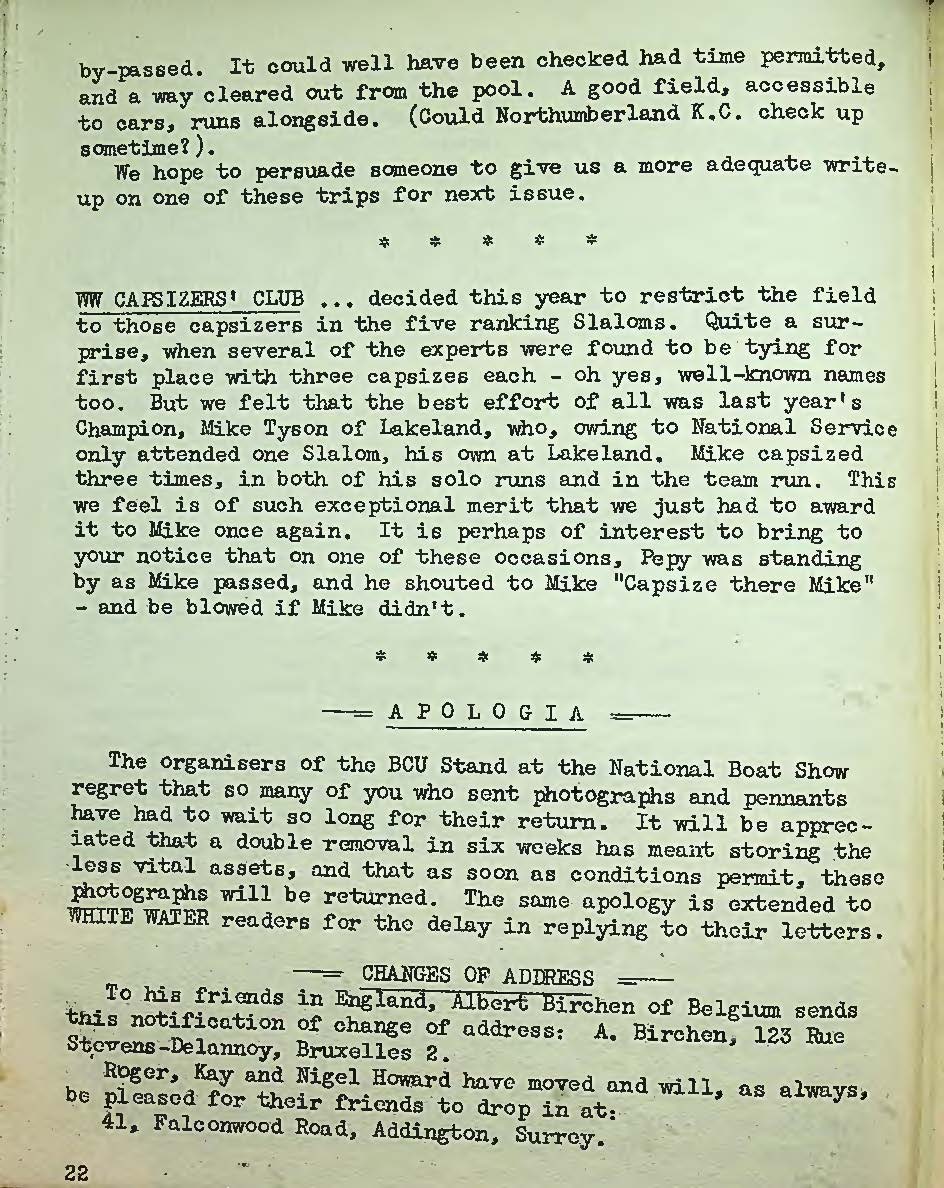 by-passed. It could well have been checked had time permitted,
and a way cleared out from the pool. A good field, accessible
to cars, runs alongside. (Could Northumberland K.C. check up
sometime?).
We hope to persuade someone to give us a more adequate write-
up on one of these trips for next issue.
* * * * *
WW CAPSIZERS' CLUB ... decided this year to restrict the field
to those capsizers in the five ranking Slaloms. Quite a sur-
prise, when several of the experts were found to be tying for
first place with three capsizes each - oh yes, well-known names
too. But we felt that the best effort of all was last year's
Champion, Mike Tyson of Lakeland, who, owing to National Service
only attended one Slalom, his own at Lakeland. Mike capsized
three times, in both of his solo runs and in the team run. This
we feel is of such exceptional merit that we just had to award
it to Mike once again. It is perhaps of interest to bring to
your notice that on one of these occasions, Pepy was standing
by as Mike passed, and he shouted to Mike "Capsize there Mike"
- and be blowed if Mike didn't.
* * * * *
--= A P O L O G I A =--
The organisers of the BCU Stand at the National Boat Show
regret that so many of you who sent photographs and pennants
have had to wait so long for their return. It will be apprec-
iated that a double removal in six weeks has meant storing the
less vital assets, and that as soon as conditions permit, these
photographs will be returned. The same apology is extended to
WHITE WATER readers for the delay in replying to their letters.
--= CHANGES OF ADDRESS =--
To his friends in England, Albert Birchen of Belgium sends
this notification of change of address: A. Birchen, 123 Rue
Stevens-Delannoy, Bruxelles 2.
Roger, Kay and Nigel Howard have moved and will, as always,
be pleased for their friends to drop in at:
41, Falconwood Road, Addington, Surrey.
22